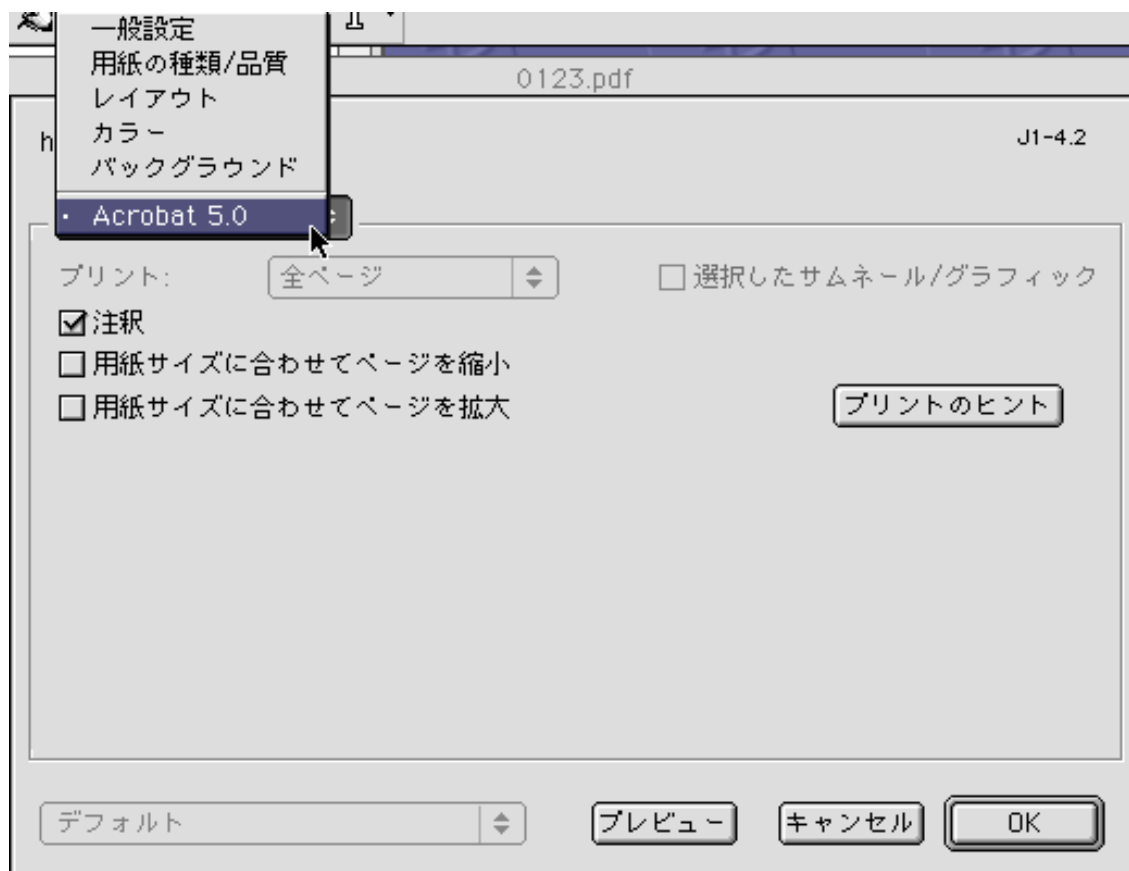 一般設定
用紙の種類/品質
0123.pdf
レイアウト
カラー
h
J1-4.2
バックグラウンド
・ Acrobat 5.0
プリント:
全ページ
選択したサムネール/グラフィック
注釈
用紙サイズに合わせてページを縮小
用紙サイズに合わせてページを拡大
プリントのヒント
デフォルト
プレビュー
キャンセル
OK